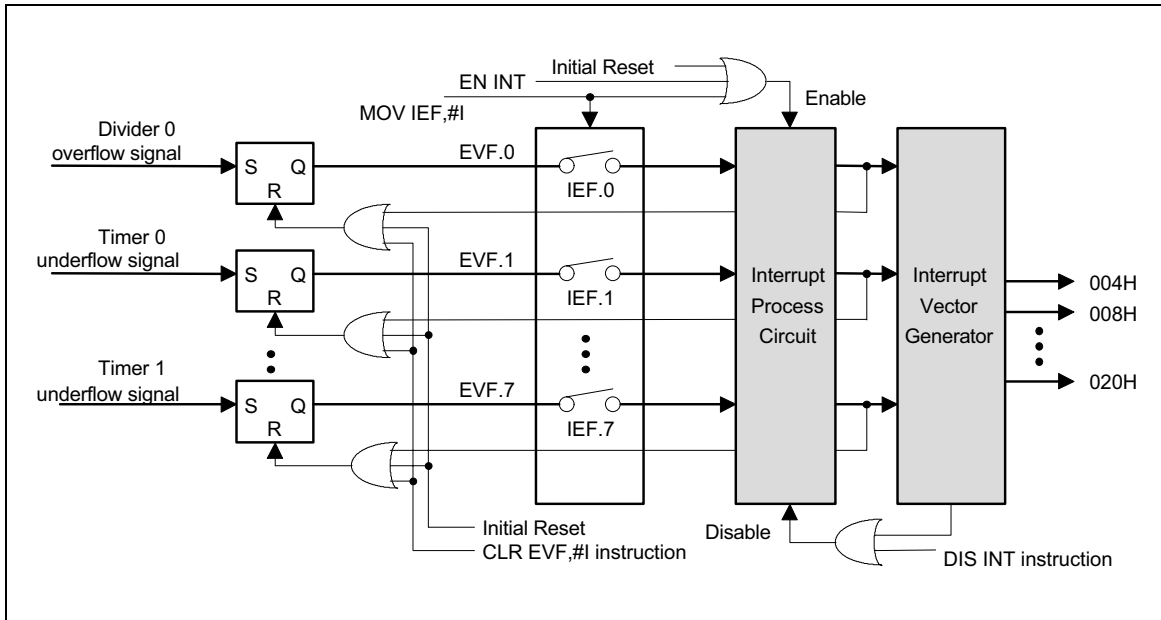 Initial Reset
EN INT
MOV IEF,#I
Enable
Divider 0
overflow signal
S Q
R
EVF.0
IEF.0
Timer 0
underflow signal
S Q
R
EVF.1
IEF.1
Interrupt
Process
Circuit
Interrupt
Vector
Generator
004H
008H
020H
Timer 1
underflow signal
S Q
R
EVF.7
IEF.7
Initial Reset
CLR EVF,#I instruction
Disable
DIS INT instruction